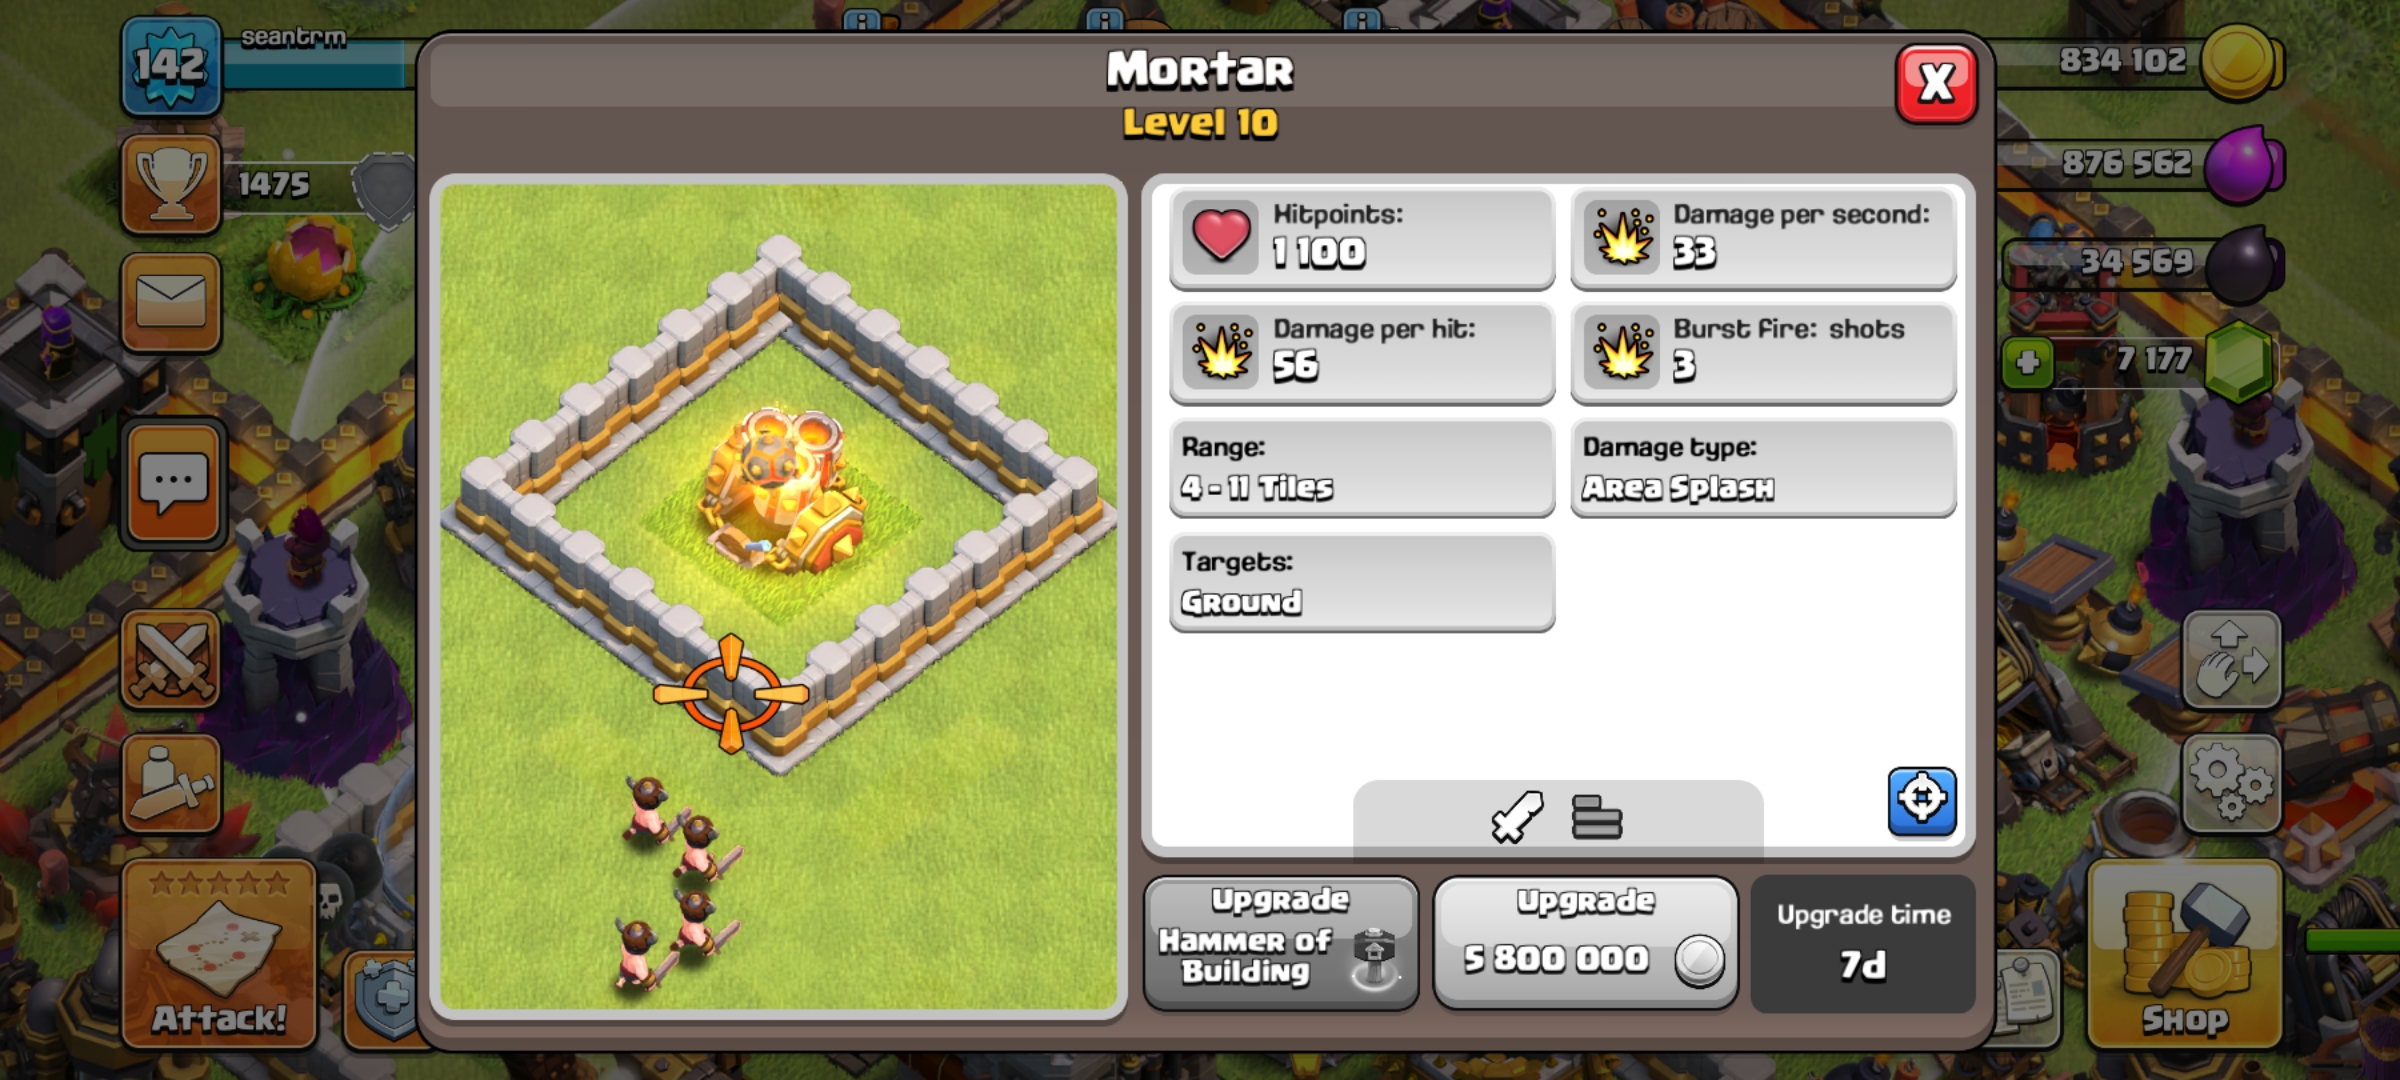 142
seantrm
1475
Mortar
Level 10
X
834 102
876 562
34 569
7 177
Hitpoints:
1 100
Damage per second:
33
Damage per hit:
56
Burst fire: shots
3
Range:
4 - 11 Tiles
Damage type:
Area Splash
Targets:
Ground
Upgrade
Hammer of
Building
Upgrade
5 800 000
Upgrade time
7d
Attack!
Shop